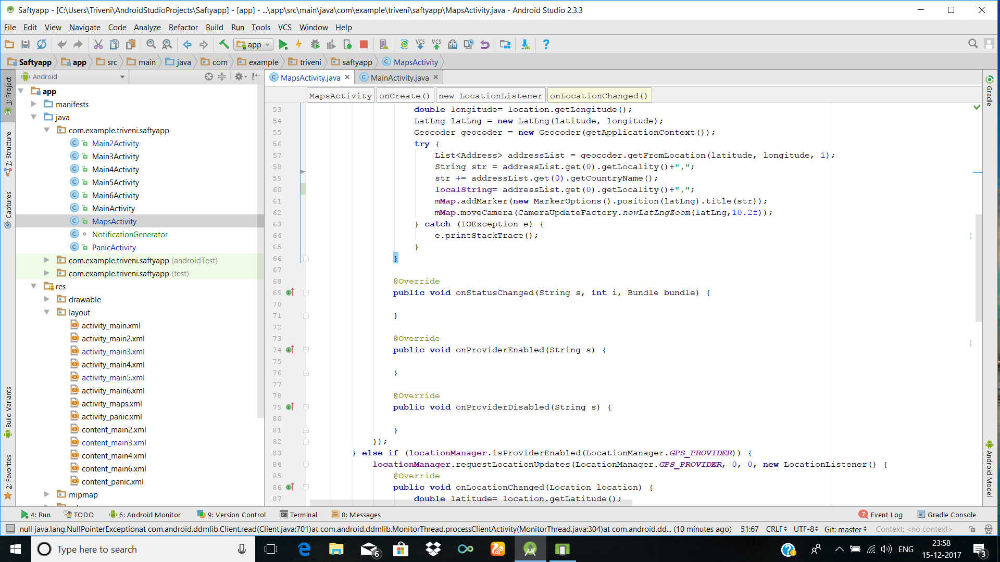 Saftyapp - [C:\Users\Triveni\AndroidStudioProjects\Saftyapp] - [app] - ...\app\src\main\java\com\example\triveni\saftyapp\MapsActivity.java - Android Studio 2.3.3
File Edit View Navigate Code Analyze Refactor Build Run Tools VCS Window Help
app
VCS VCS
Saftyapp app src main java com example triveni saftyapp MapsActivity
Android
MapsActivity.java MainActivity.java
MapsActivity onCreate() new LocationListener onLocationChanged()
1: Project
7: Structure
Captures
Build Variants
2: Favorites
app
manifests
java
com.example.triveni.saftyapp
Main2Activity
Main3Activity
Main4Activity
Main5Activity
Main6Activity
MainActivity
MapsActivity
NotificationGenerator
PanicActivity
com.example.triveni.saftyapp (androidTest)
com.example.triveni.saftyapp (test)
res
drawable
layout
activity_main.xml
activity_main2.xml
activity_main3.xml
activity_main4.xml
activity_main5.xml
activity_main6.xml
activity_maps.xml
activity_panic.xml
content_main2.xml
content_main3.xml
content_main4.xml
content_main6.xml
content_panic.xml
mipmap
53 double longitude= location.getLongitude();
54 LatLng latLng = new LatLng(latitude, longitude);
55 Geocoder geocoder = new Geocoder(getApplicationContext());
56 try {
57 List<Address> addressList = geocoder.getFromLocation(latitude, longitude, 1);
58 String str = addressList.get(0).getLocality()+",";
59 str += addressList.get(0).getCountryName();
60 localString= addressList.get(0).getLocality()+",";
61 mMap.addMarker(new MarkerOptions().position(latLng).title(str));
62 mMap.moveCamera(CameraUpdateFactory.newLatLngZoom(latLng,10.2f));
63 } catch (IOException e) {
64 e.printStackTrace();
65 }
66 }
67
68 @Override
69 public void onStatusChanged(String s, int i, Bundle bundle) {
70
71 }
72
73 @Override
74 public void onProviderEnabled(String s) {
75
76 }
77
78 @Override
79 public void onProviderDisabled(String s) {
80
81 }
82 });
83 } else if (locationManager.isProviderEnabled(LocationManager.GPS_PROVIDER)) {
84 locationManager.requestLocationUpdates(LocationManager.GPS_PROVIDER, 0, 0, new LocationListener() {
85 @Override
86 public void onLocationChanged(Location location) {
87 double latitude= location.getLatitude();
Gradle
Android Model
4: Run TODO 6: Android Monitor 9: Version Control Terminal 0: Messages 7 Event Log Gradle Console
null java.lang.NullPointerExceptionat com.android.ddmlib.Client.read(Client.java:701)at com.android.ddmlib.MonitorThread.processClientActivity(MonitorThread.java:304)at com.android.dd... (10 minutes ago) 51:67 CRLF UTF-8 Git: master Context: <no context>
Type here to search 6 ENG 23:58
15-12-2017 3